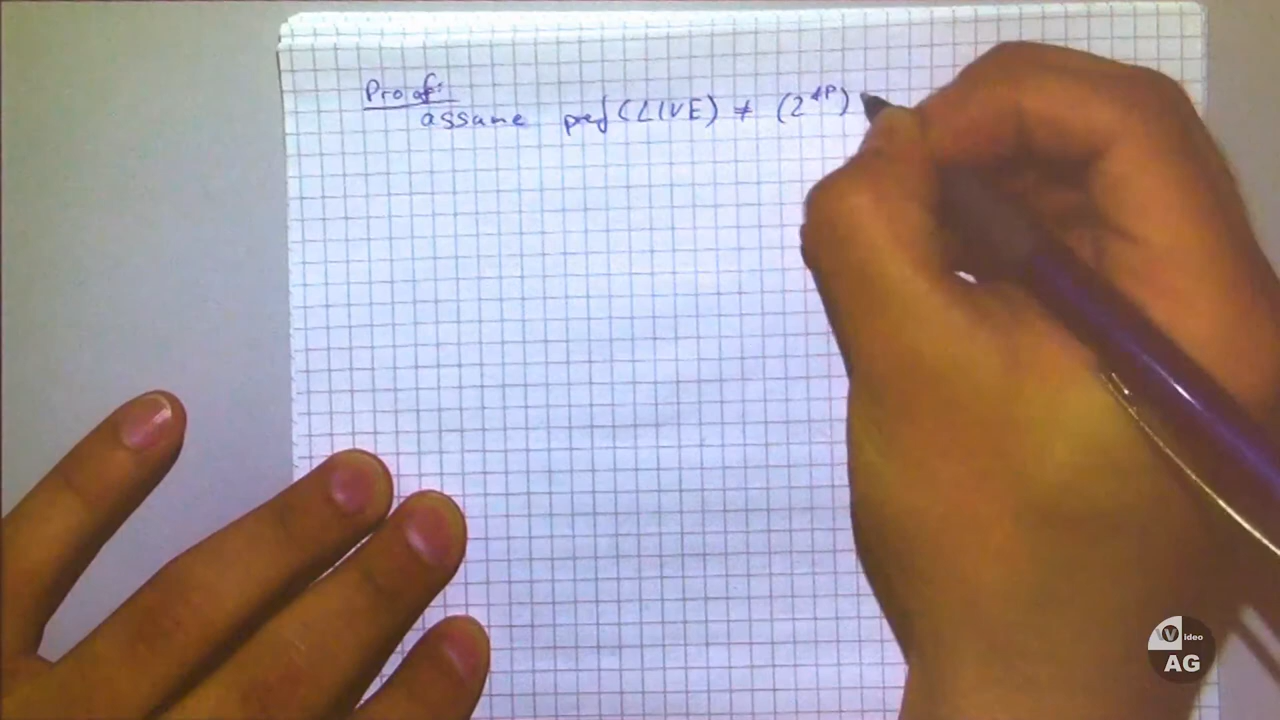 Proof:
assume pref(LIVE) ≠ (2^AP)
Video
AG